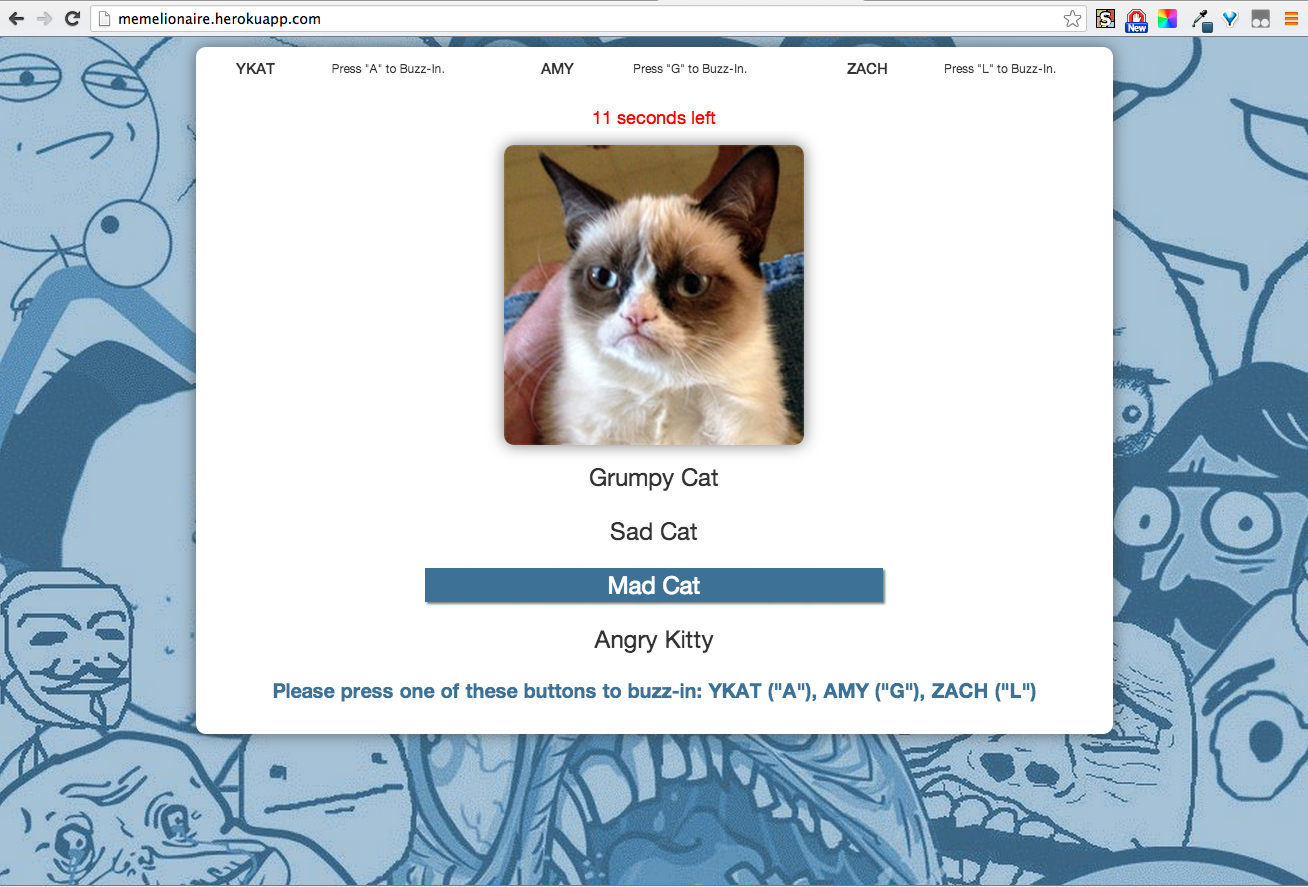 memelionaire.herokuapp.com
New
YKAT Press "A" to Buzz-In. AMY Press "G" to Buzz-In. ZACH Press "L" to Buzz-In.
11 seconds left
Grumpy Cat
Sad Cat
Mad Cat
Angry Kitty
Please press one of these buttons to buzz-in: YKAT ("A"), AMY ("G"), ZACH ("L")